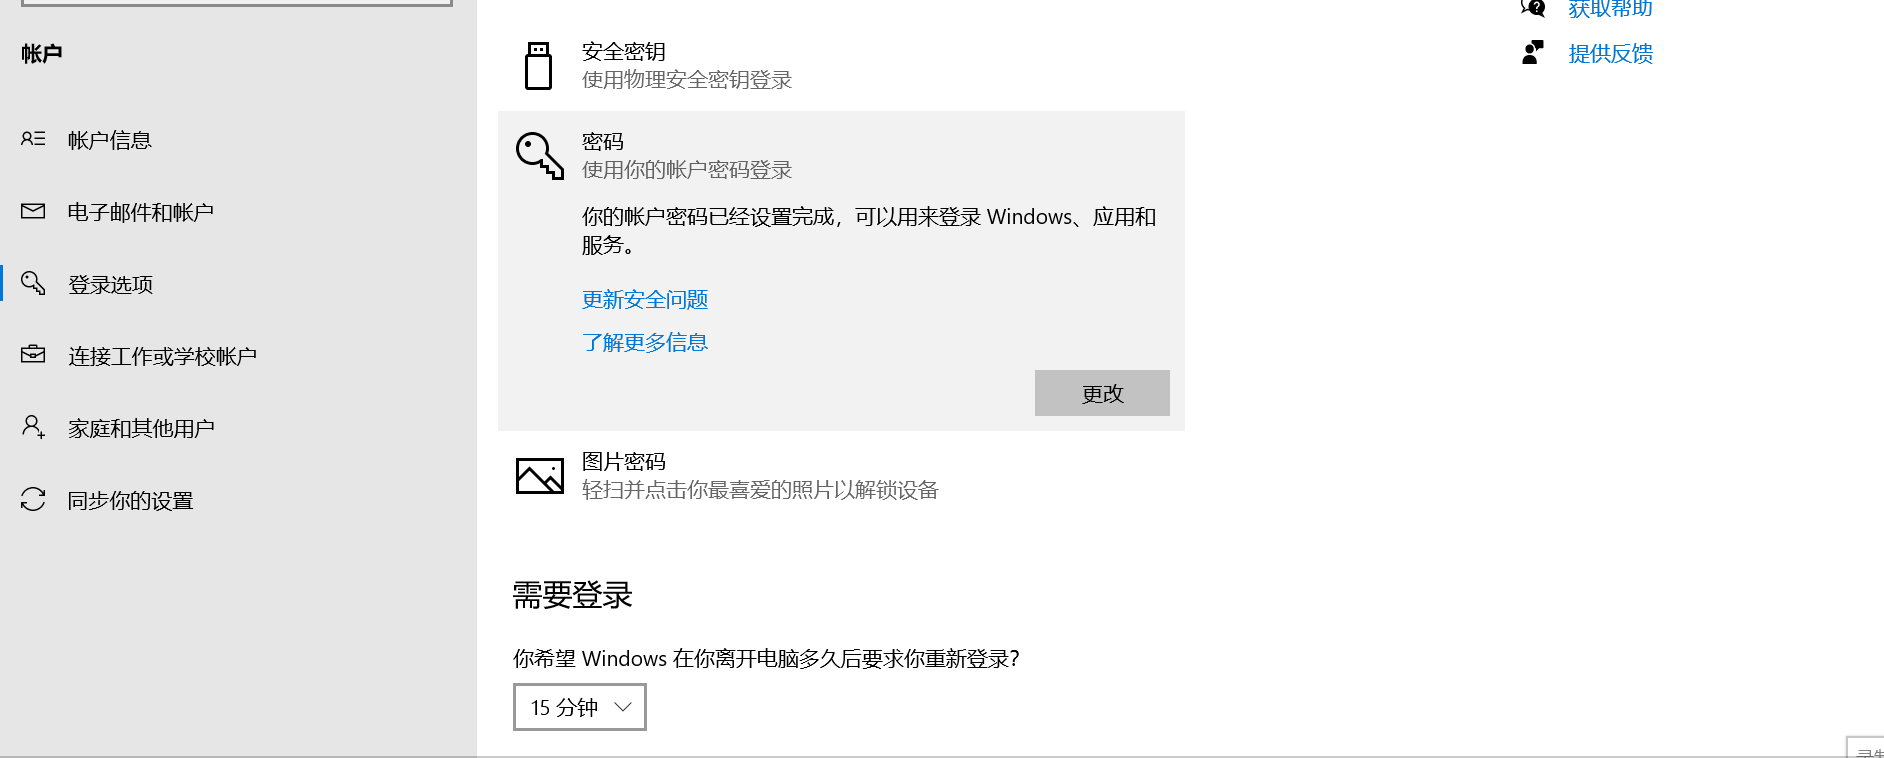 帐户
帐户信息
电子邮件和帐户
登录选项
连接工作或学校帐户
家庭和其他用户
同步你的设置
安全密钥
使用物理安全密钥登录
密码
使用你的帐户密码登录
你的帐户密码已经设置完成，可以用来登录 Windows、应用和
服务。
更新安全问题
了解更多信息
更改
图片密码
轻扫并点击你最喜爱的照片以解锁设备
需要登录
你希望 Windows 在你离开电脑多久后要求你重新登录？
15 分钟
获取帮助
提供反馈